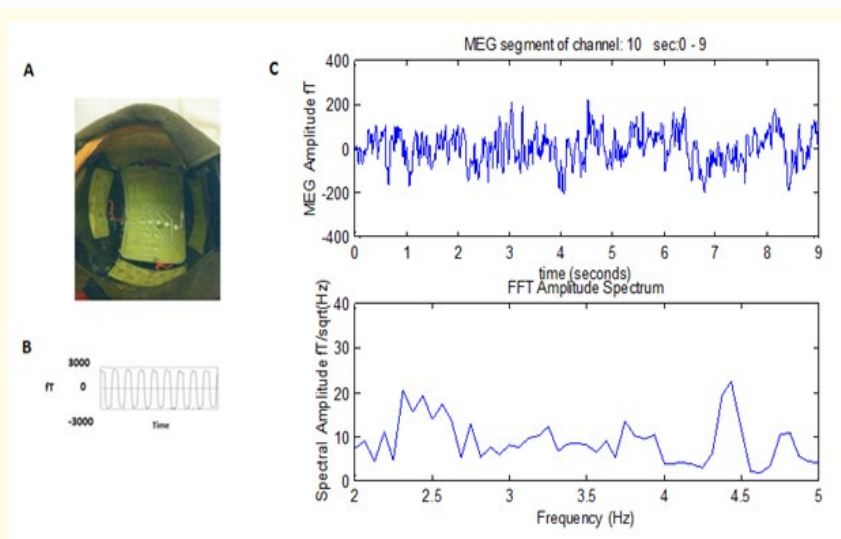 A
B
3000
fT 0
-3000
Time
C
MEG segment of channel: 10 sec:0 - 9
MEG Amplitude fT
400
200
0
-200
-400
0 1 2 3 4 5 6 7 8 9
time (seconds)
FFT Amplitude Spectrum
Spectral Amplitude fT/sqrt(Hz)
40
30
20
10
0
2 2.5 3 3.5 4 4.5 5
Frequency (Hz)